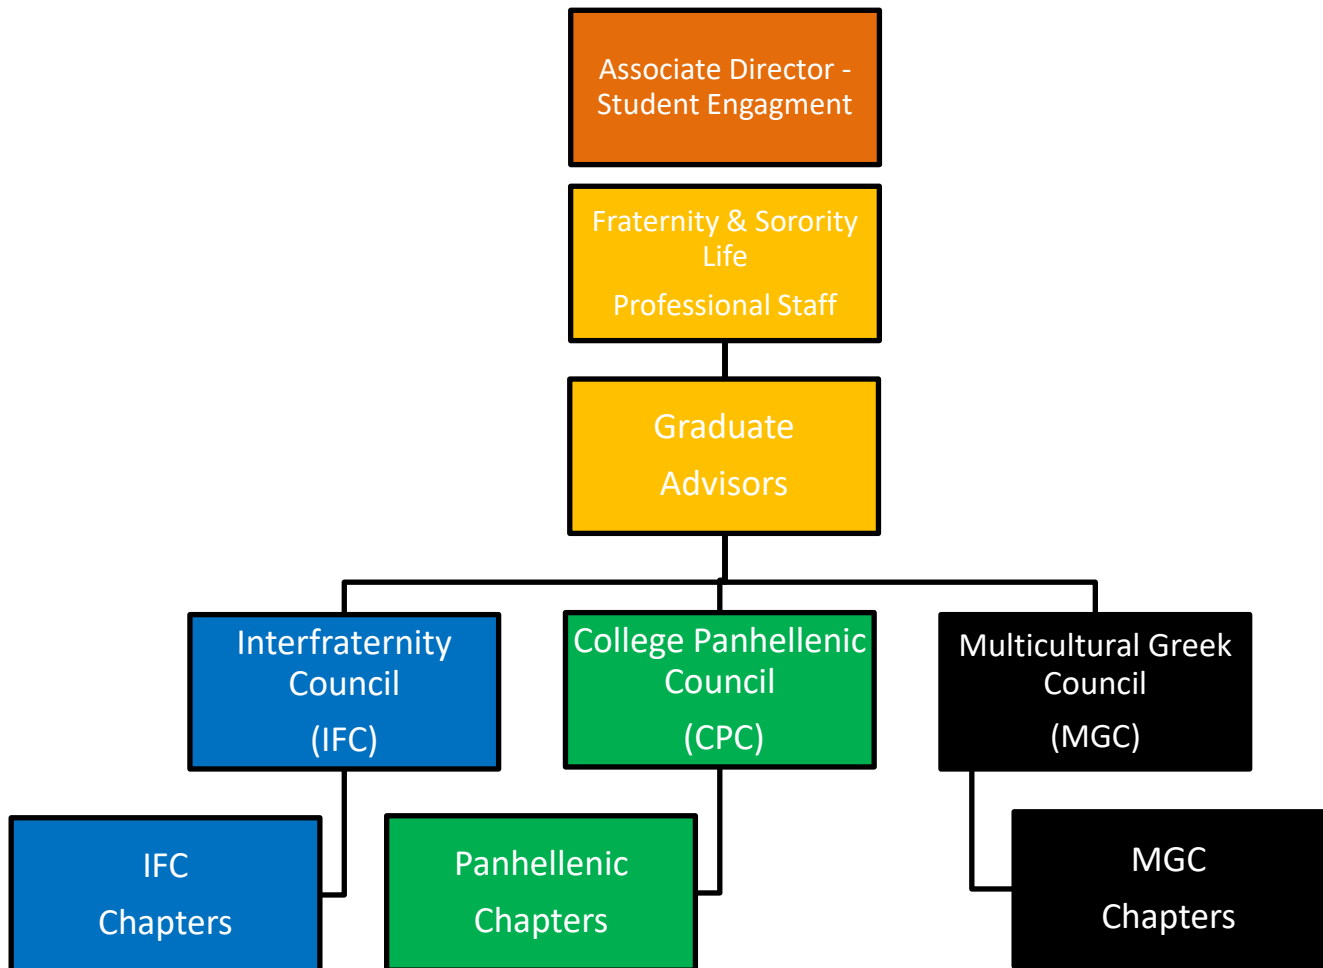 Associate Director -
Student Engagment
Fraternity & Sorority
Life
Professional Staff
Graduate
Advisors
Interfraternity
Council
(IFC)
College Panhellenic
Council
(CPC)
Multicultural Greek
Council
(MGC)
IFC
Chapters
Panhellenic
Chapters
MGC
Chapters